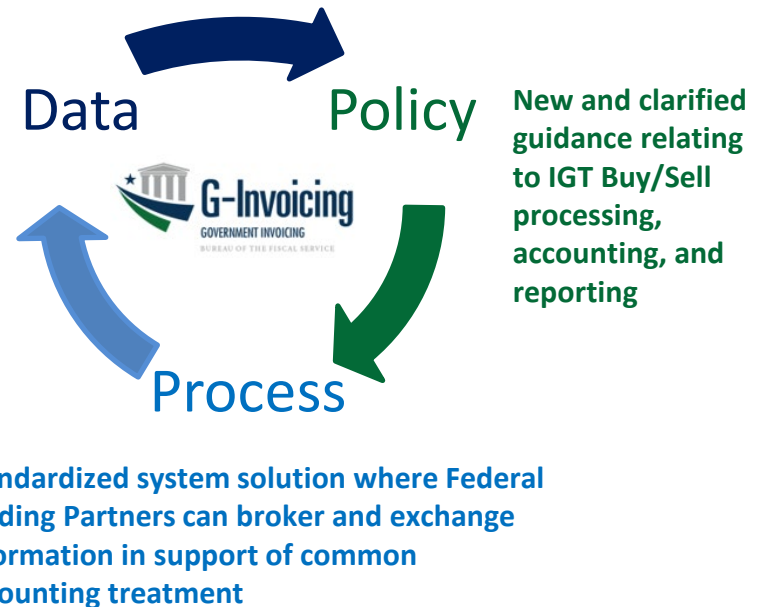 Data
Policy
New and clarified
guidance relating
to IGT Buy/Sell
processing,
accounting, and
reporting
G-Invoicing
GOVERNMENT INVOICING
BUREAU OF THE FISCAL SERVICE
Process
ndardized system solution where Federal
ding Partners can broker and exchange
ormation in support of common
ounting treatment